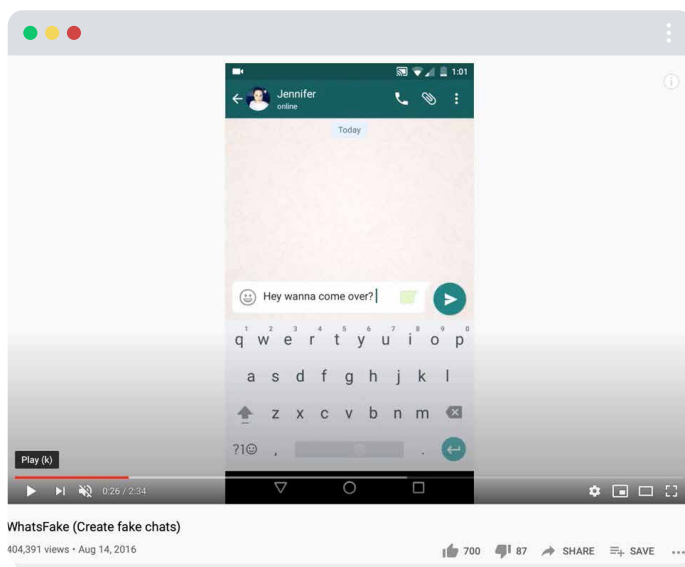 1:01
Jennifer
online
Today
Hey wanna come over?
1 2 3 4 5 6 7 8 9 0
q w e r t y u i o p
a s d f g h j k l
z x c v b n m
?1☺ , .
Play (k)
0:26 / 2:34
WhatsFake (Create fake chats)
404,391 views • Aug 14, 2016
700 87 SHARE SAVE